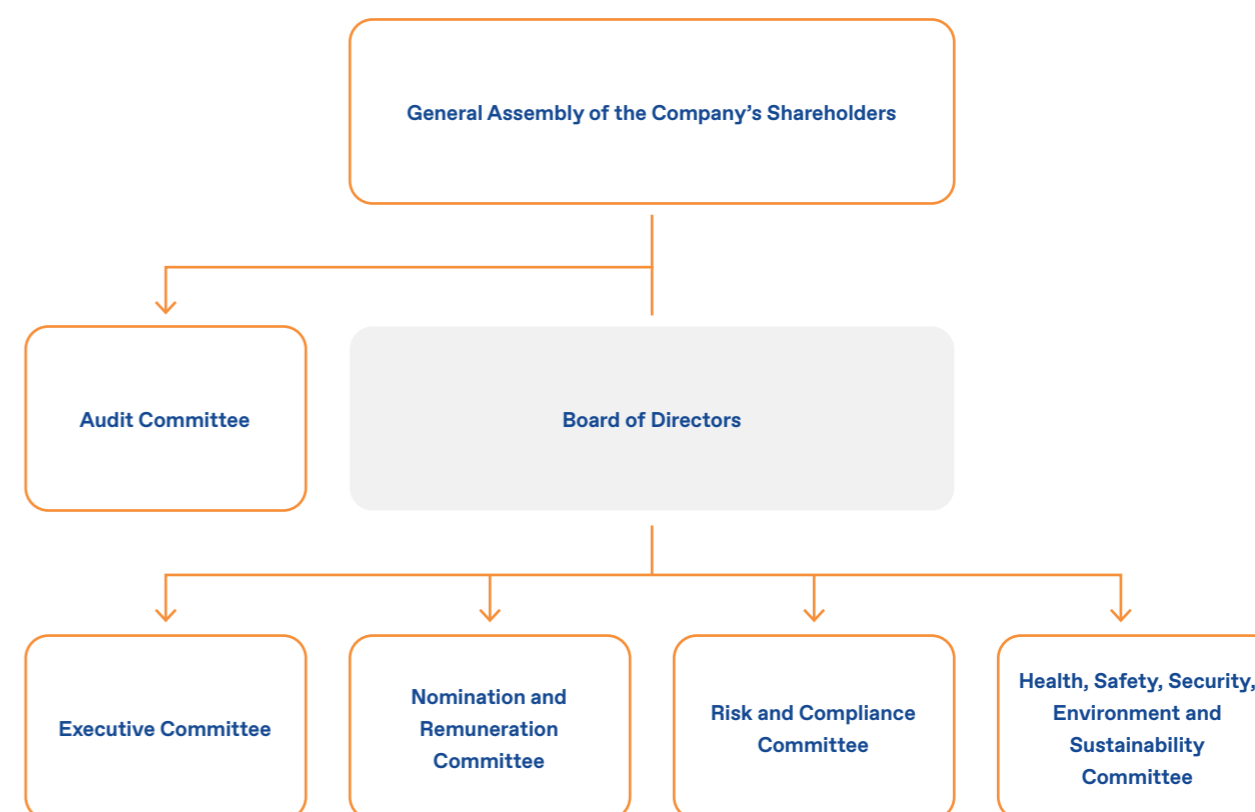 General Assembly of the Company’s Shareholders
Audit Committee
Board of Directors
Executive Committee
Nomination and
Remuneration
Committee
Risk and Compliance
Committee
Health, Safety, Security,
Environment and
Sustainability
Committee